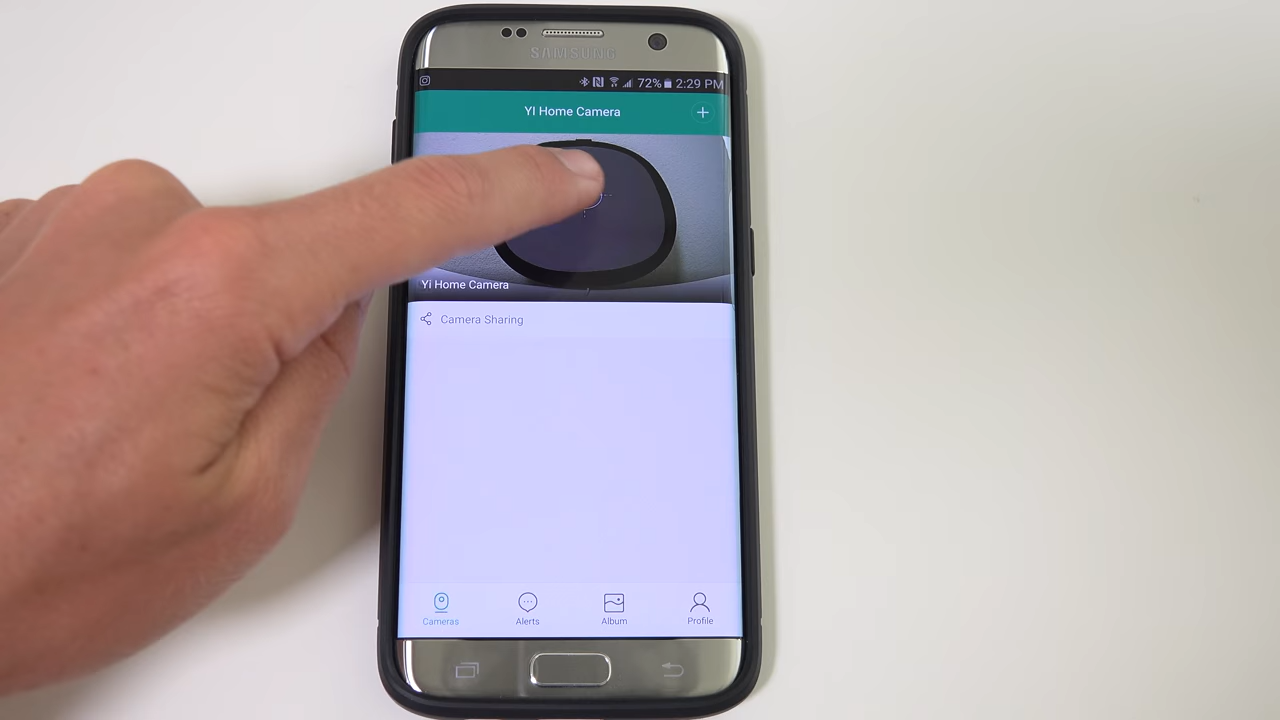 SAMSUNG
72% 2:29 PM
YI Home Camera
Yi Home Camera
Camera Sharing
Cameras Alerts Album Profile